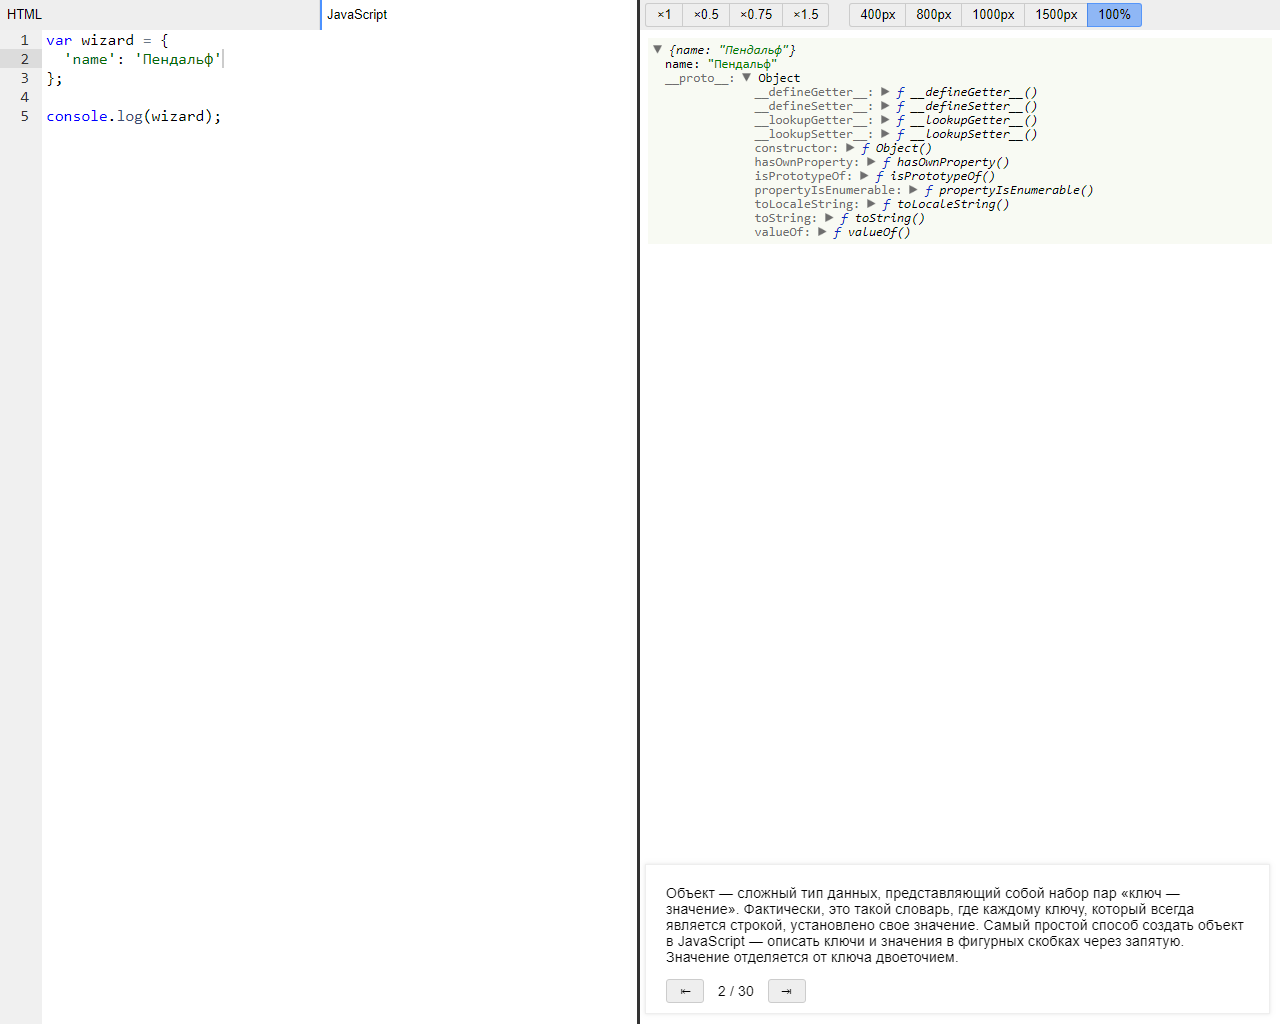 HTML
JavaScript
1 var wizard = {
2 'name': 'Пендальф'
3 };
4
5 console.log(wizard);
×1 ×0.5 ×0.75 ×1.5 400px 800px 1000px 1500px 100%
▼ {name: "Пендальф"}
name: "Пендальф"
__proto__: ▼ Object
__defineGetter__: ▶ ƒ __defineGetter__()
__defineSetter__: ▶ ƒ __defineSetter__()
__lookupGetter__: ▶ ƒ __lookupGetter__()
__lookupSetter__: ▶ ƒ __lookupSetter__()
constructor: ▶ ƒ Object()
hasOwnProperty: ▶ ƒ hasOwnProperty()
isPrototypeOf: ▶ ƒ isPrototypeOf()
propertyIsEnumerable: ▶ ƒ propertyIsEnumerable()
toLocaleString: ▶ ƒ toLocaleString()
toString: ▶ ƒ toString()
valueOf: ▶ ƒ valueOf()
Объект — сложный тип данных, представляющий собой набор пар «ключ —
значение». Фактически, это такой словарь, где каждому ключу, который всегда
является строкой, установлено свое значение. Самый простой способ создать объект
в JavaScript — описать ключи и значения в фигурных скобках через запятую.
Значение отделяется от ключа двоеточием.
⇤ 2 / 30 ⇥